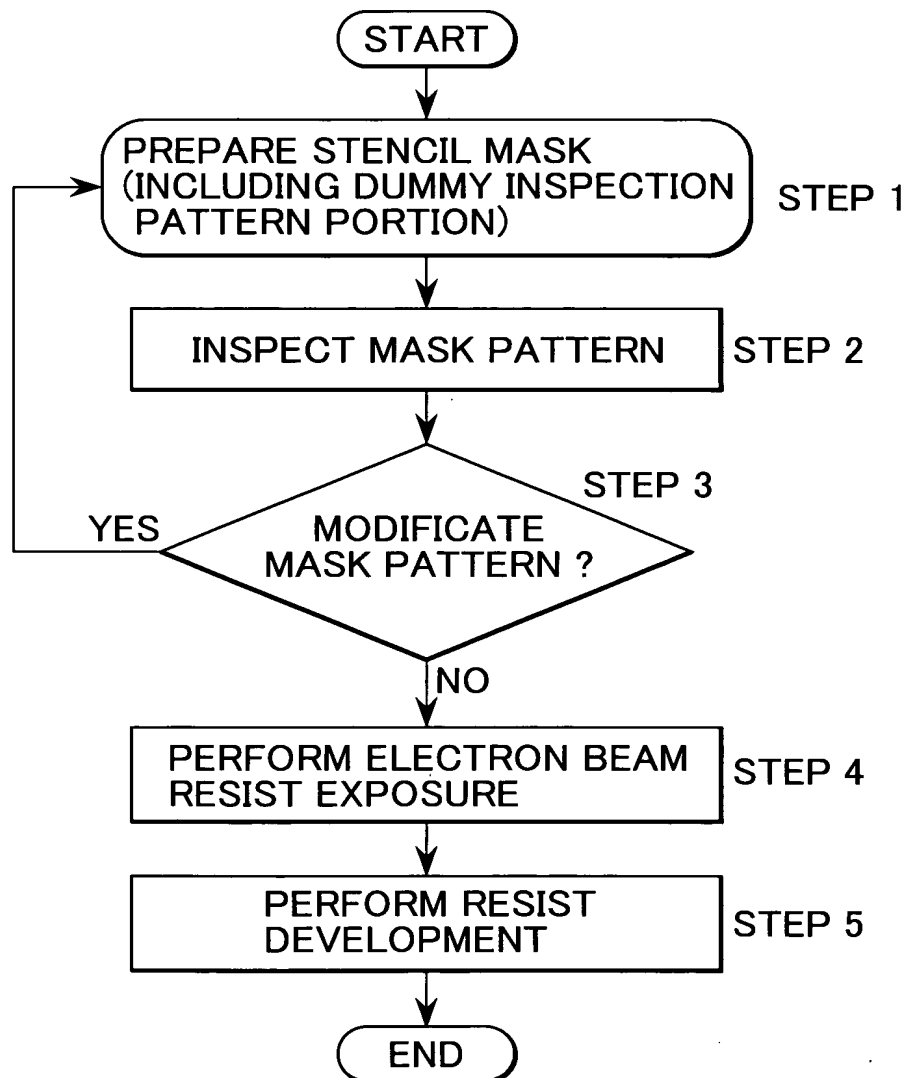 START
PREPARE STENCIL MASK
(INCLUDING DUMMY INSPECTION
PATTERN PORTION)
STEP 1
INSPECT MASK PATTERN
STEP 2
STEP 3
YES
MODIFICATE
MASK PATTERN ?
NO
PERFORM ELECTRON BEAM
RESIST EXPOSURE
STEP 4
PERFORM RESIST
DEVELOPMENT
STEP 5
END